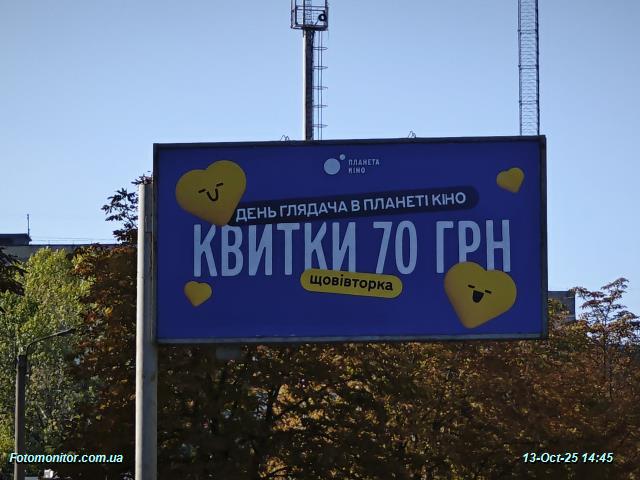 ПЛАНЕТА
КІНО
ДЕНЬ ГЛЯДАЧА В ПЛАНЕТІ КІНО
КВИТКИ 70 ГРН
щовівторка
Fotomonitor.com.ua
13-Oct-25 14:45